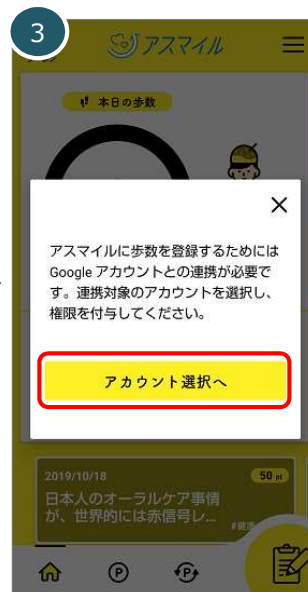 3
アスマイル
本日の歩数
アスマイルに歩数を登録するためには
Google アカウントとの連携が必要で
す。連携対象のアカウントを選択し、
権限を付与してください。
アカウント選択へ
2019/10/18
50 pt
日本人のオーラルケア事情
が、世界的には赤信号レ...
#健康
P
P